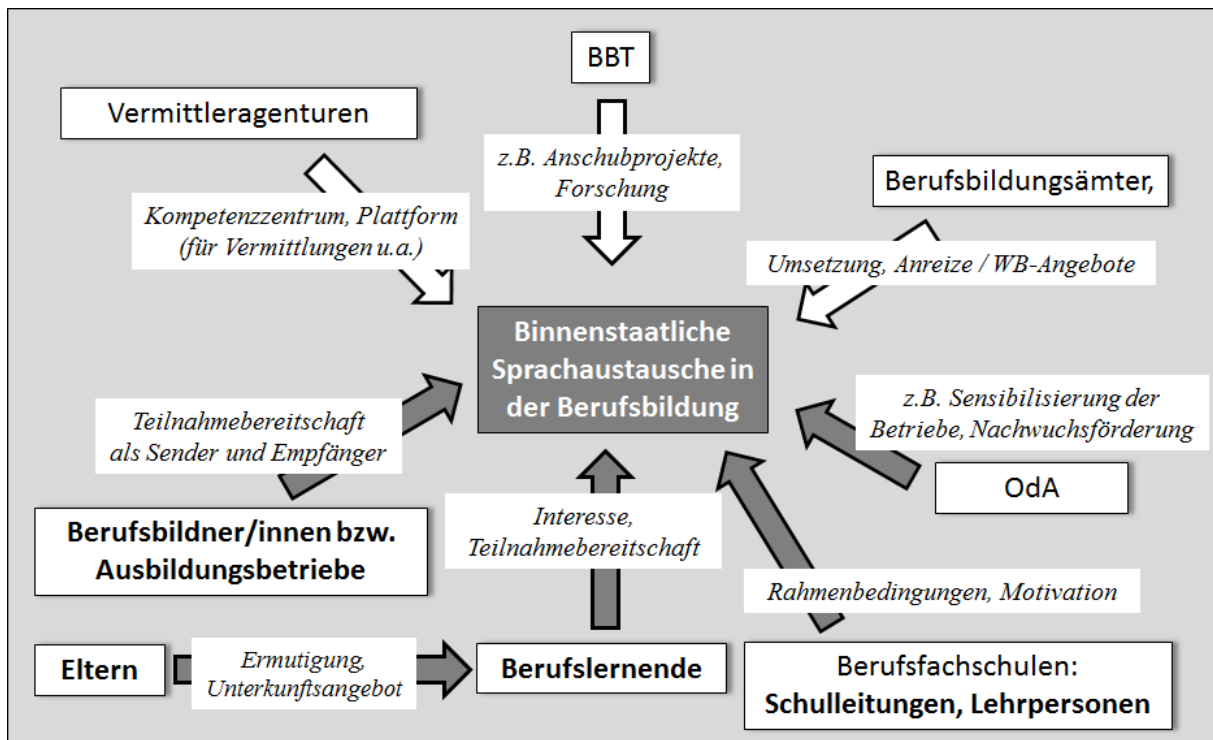 BBT
Vermittleragenturen
z.B. Anschubprojekte,
Forschung
Berufsbildungsämter,
Kompetenzzentrum, Plattform
(für Vermittlungen u.a.)
Umsetzung, Anreize / WB-Angebote
Binnenstaatliche
Sprachaustausche in
der Berufsbildung
Teilnahmebereitschaft
als Sender und Empfänger
z.B. Sensibilisierung der
Betriebe, Nachwuchsförderung
OdA
Berufsbildner/innen bzw.
Ausbildungsbetriebe
Interesse,
Teilnahmebereitschaft
Rahmenbedingungen, Motivation
Eltern
Ermutigung,
Unterkunftsangebot
Berufslernende
Berufsfachschulen:
Schulleitungen, Lehrpersonen